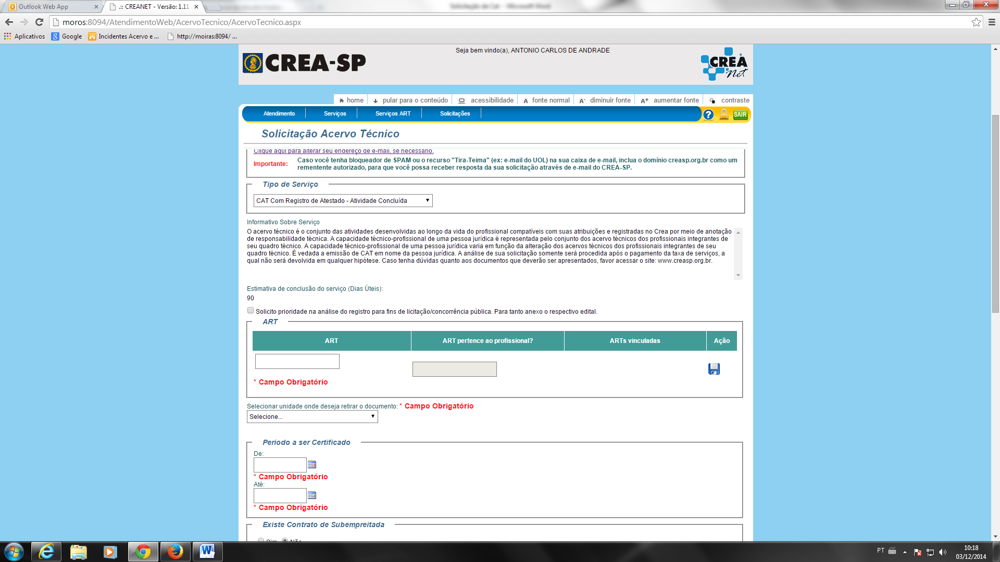 Outlook Web App
.:: CREANET - Versão: 1.11
Solicitação da Cat - Microsoft Word
moros:8094/AtendimentoWeb/AcervoTecnico/AcervoTecnico.aspx
Aplicativos Google Incidentes Acervo e ... http://moiras:8094/ ...
CREA-SP
Seja bem vindo(a), ANTONIO CARLOS DE ANDRADE
CREA
Net
home pular para o conteúdo acessibilidade A fonte normal A- diminuir fonte A+ aumentar fonte contraste
Atendimento Serviços Serviços ART Solicitações ? SAIR
Solicitação Acervo Técnico
Clique aqui para alterar seu endereço de e-mail, se necessário.
Importante: Caso você tenha bloqueador de SPAM ou o recurso "Tira-Teima" (ex: e-mail do UOL) na sua caixa de e-mail, inclua o domínio creasp.org.br como um
rementente autorizado, para que você possa receber resposta da sua solicitação através de e-mail do CREA-SP.
Tipo de Serviço
CAT Com Registro de Atestado - Atividade Concluída
Informativo Sobre Serviço
O acervo técnico é o conjunto das atividades desenvolvidas ao longo da vida do profissional compatíveis com suas atribuições e registradas no Crea por meio de anotação
de responsabilidade técnica. A capacidade técnico-profissional de uma pessoa jurídica é representada pelo conjunto dos acervo técnicos dos profissionais integrantes de
seu quadro técnico. A capacidade técnico-profissional de uma pessoa jurídica varia em função da alteração dos acervos técnicos dos profissionais integrantes de seu
quadro técnico. É vedada a emissão de CAT em nome da pessoa jurídica. A análise de sua solicitação somente será procedida após o pagamento da taxa de serviços, a
qual não será devolvida em qualquer hipótese. Caso tenha dúvidas quanto aos documentos que deverão ser apresentados, favor acessar o site: www.creasp.org.br.
Estimativa de conclusão do serviço (Dias Úteis):
90
Solicito prioridade na análise do registro para fins de licitação/concorrência pública. Para tanto anexo o respectivo edital.
ART
ART ART pertence ao profissional? ARTs vinculadas Ação
* Campo Obrigatório
Selecionar unidade onde deseja retirar o documento: * Campo Obrigatório
Selecione...
Periodo a ser Certificado
De:
* Campo Obrigatório
Até:
* Campo Obrigatório
Existe Contrato de Subempreitada
Sim Não
PT
10:18
03/12/2014